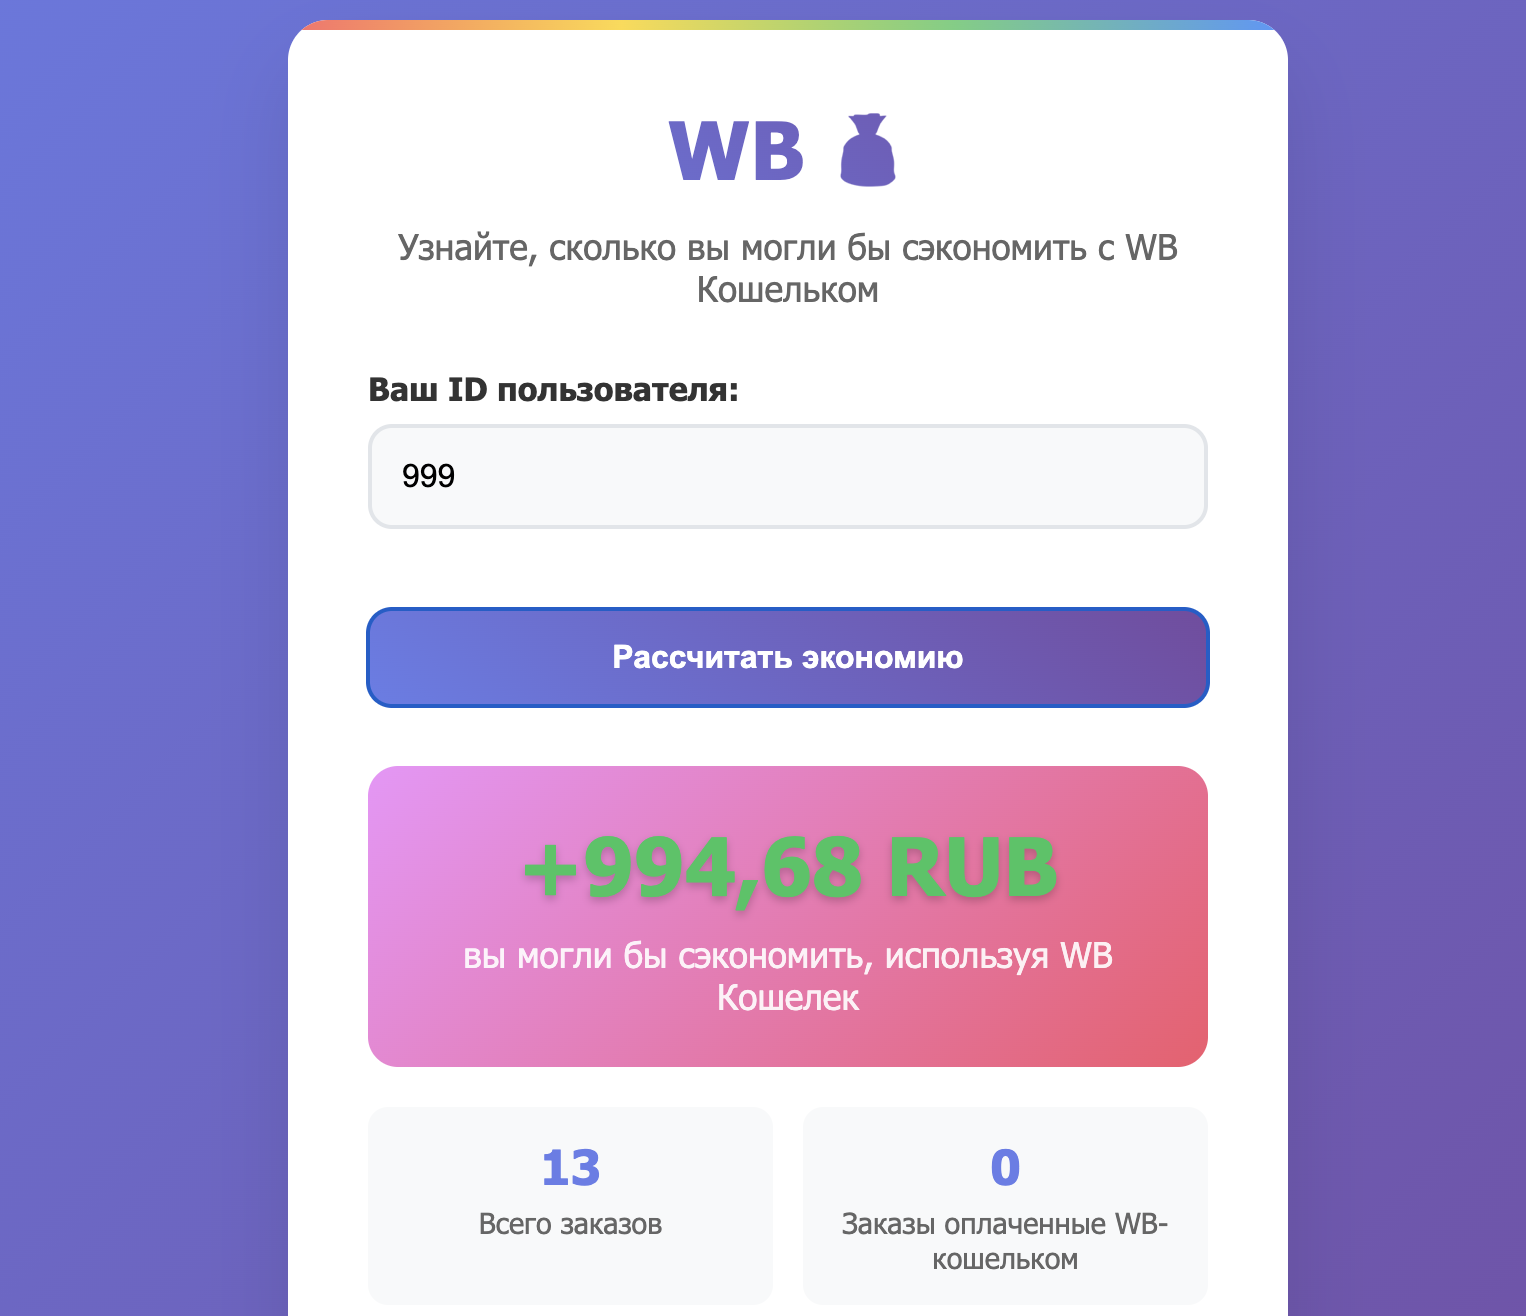 WB
Узнайте, сколько вы могли бы сэкономить с WB
Кошельком
Ваш ID пользователя:
999
Рассчитать экономию
+994,68 RUB
вы могли бы сэкономить, используя WB
Кошелек
13
Всего заказов
0
Заказы оплаченные WB-
кошельком